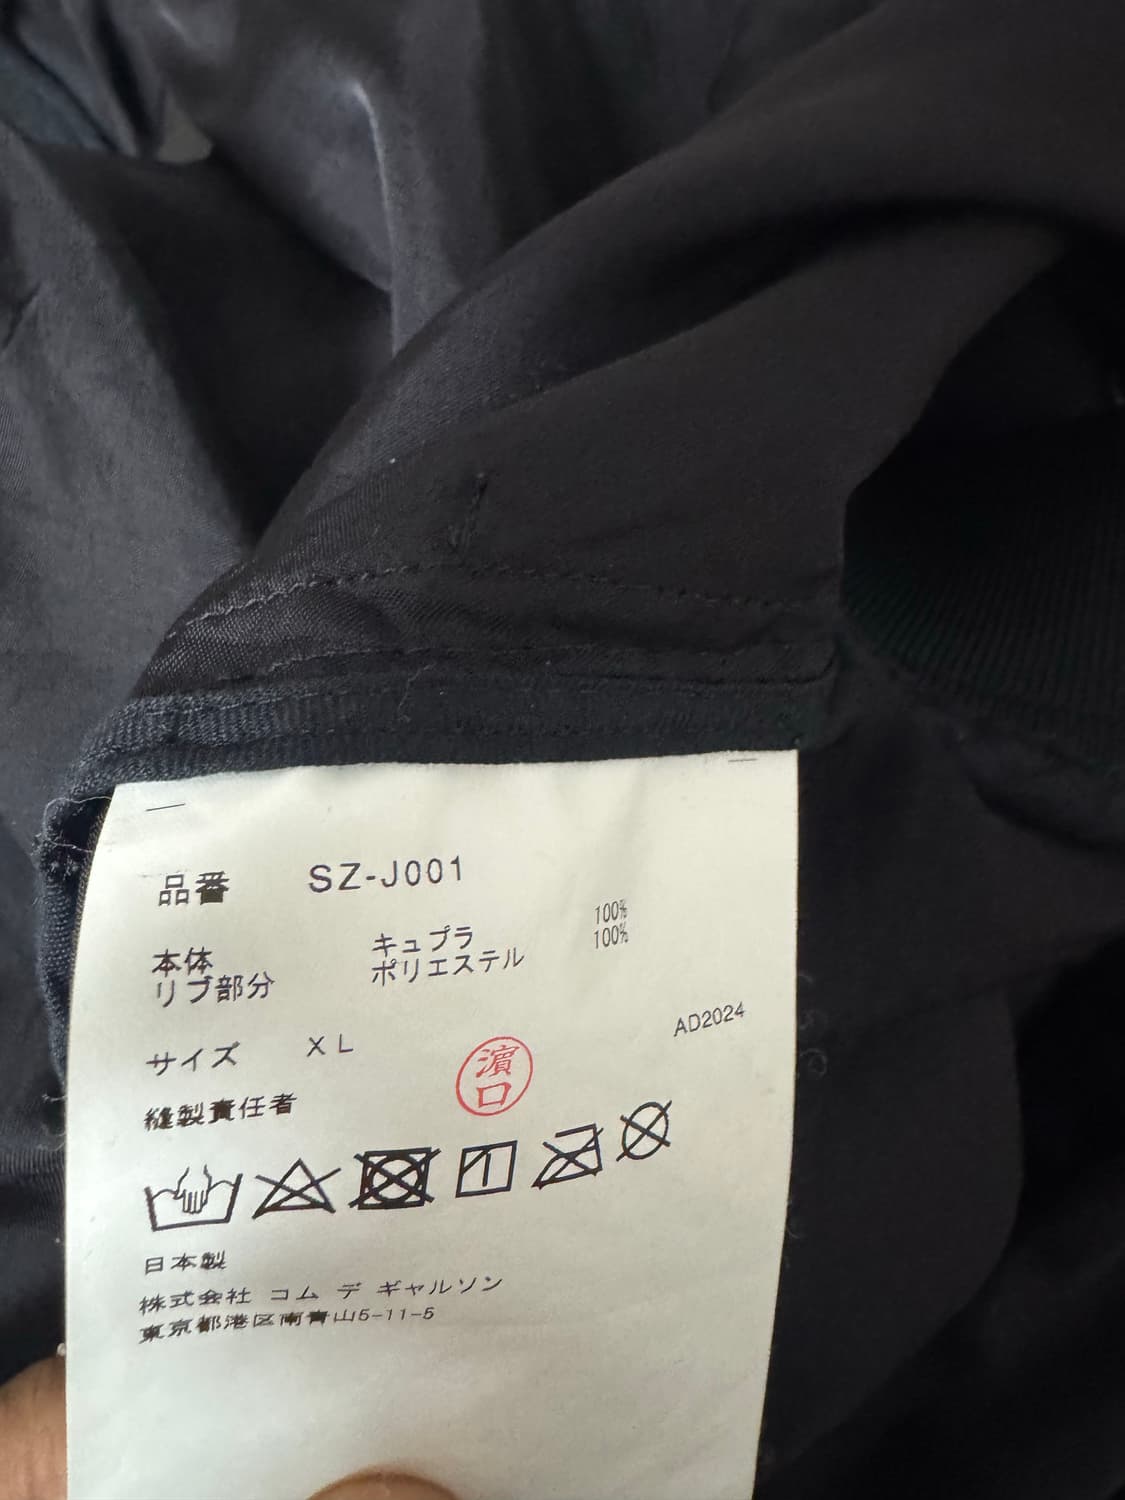 品番 SZ-J001
本体 キュプラ 100%
リブ部分 ポリエステル 100%
サイズ XL
AD2024
縫製責任者
濵口
日本製
株式会社 コム デ ギャルソン
東京都港区南青山5-11-5